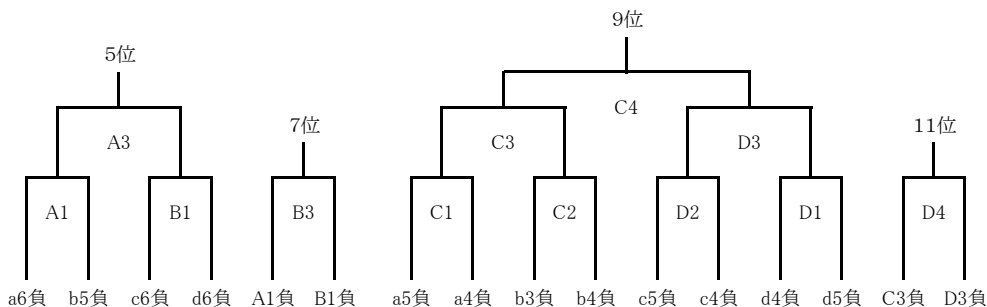 9位
5位
C4
7位
11位
A3
C3
D3
A1
B1
B3
C1
C2
D2
D1
D4
a6負 b5負 c6負 d6負 A1負 B1負 a5負 a4負 b3負 b4負 c5負 c4負 d4負 d5負 C3負 D3負